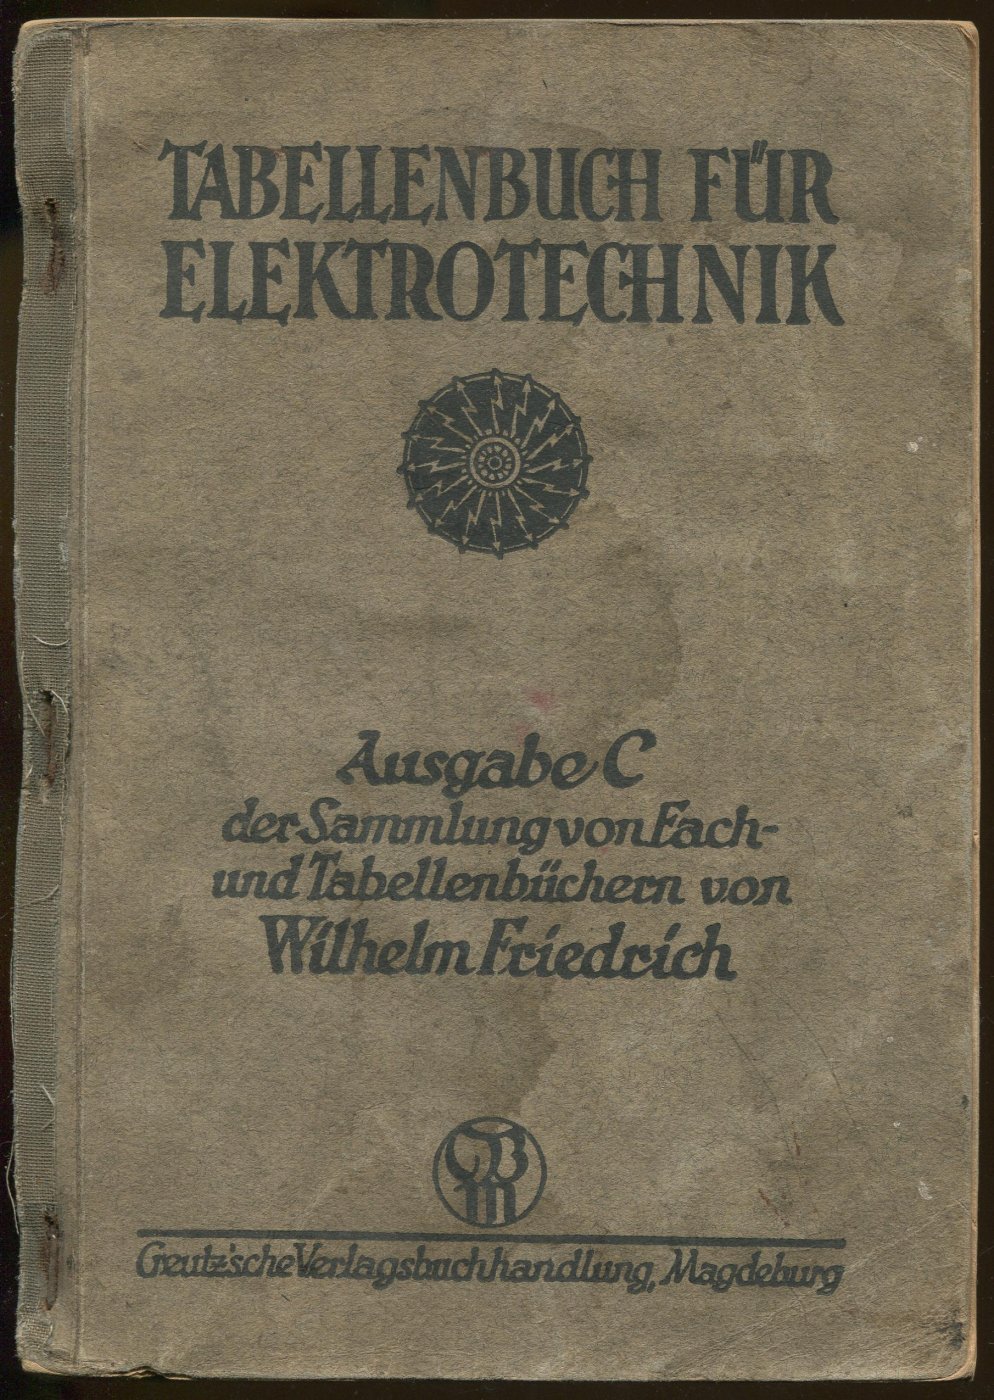 TABELLENBUCH FÜR
ELEKTROTECHNIK
Ausgabe C
der Sammlung von Fach-
und Tabellenbüchern von
Wilhelm Friedrich
Creutz'sche Verlagsbuchhandlung, Magdeburg